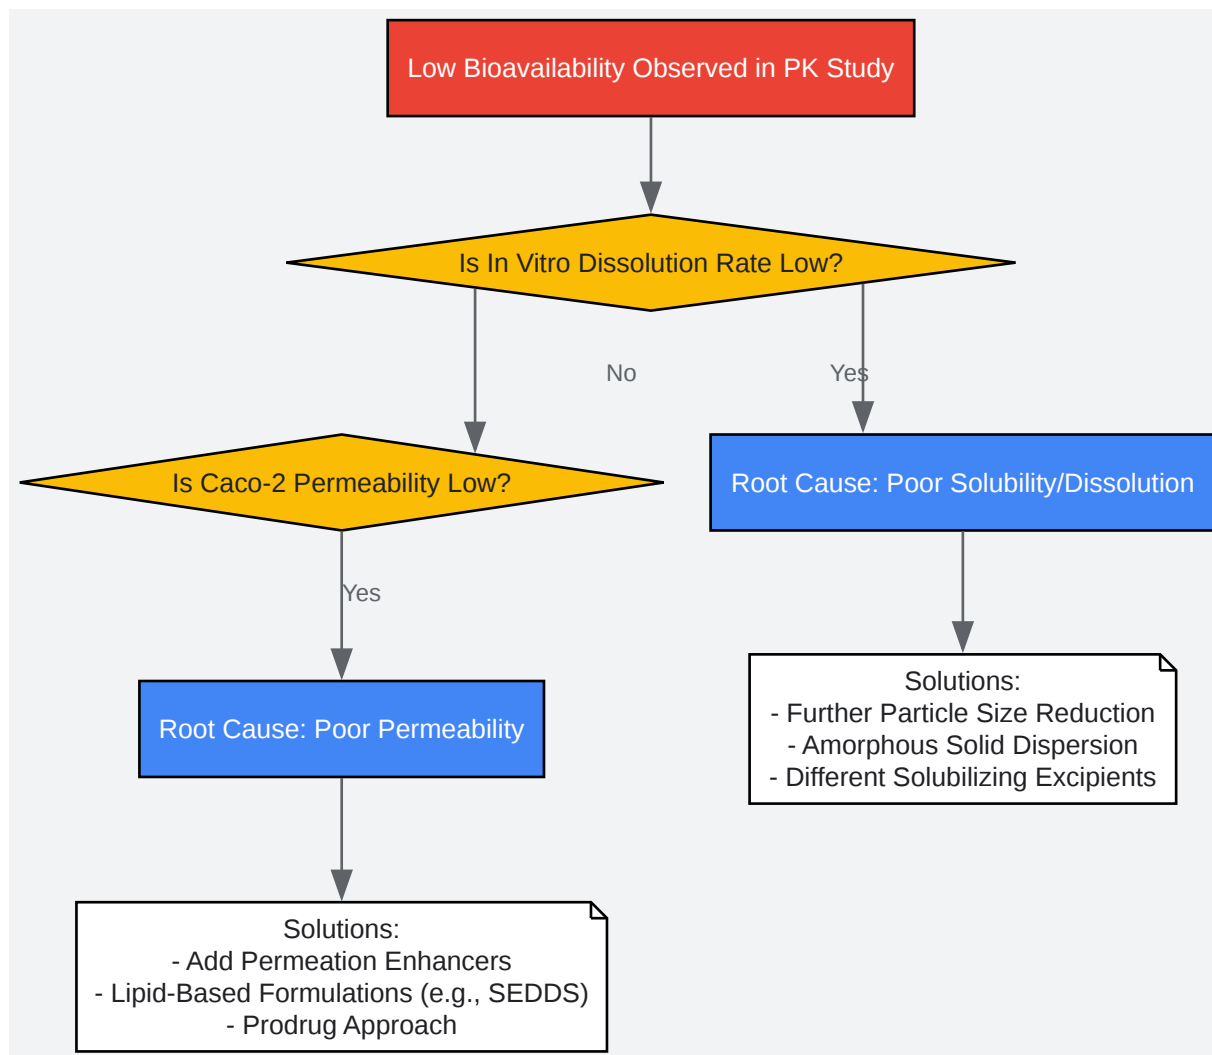 Low Bioavailability Observed in PK Study
Is In Vitro Dissolution Rate Low?
No
Yes
Is Caco-2 Permeability Low?
Root Cause: Poor Solubility/Dissolution
Yes
Solutions:
- Further Particle Size Reduction
- Amorphous Solid Dispersion
- Different Solubilizing Excipients
Root Cause: Poor Permeability
Solutions:
- Add Permeation Enhancers
- Lipid-Based Formulations (e.g., SEDDS)
- Prodrug Approach